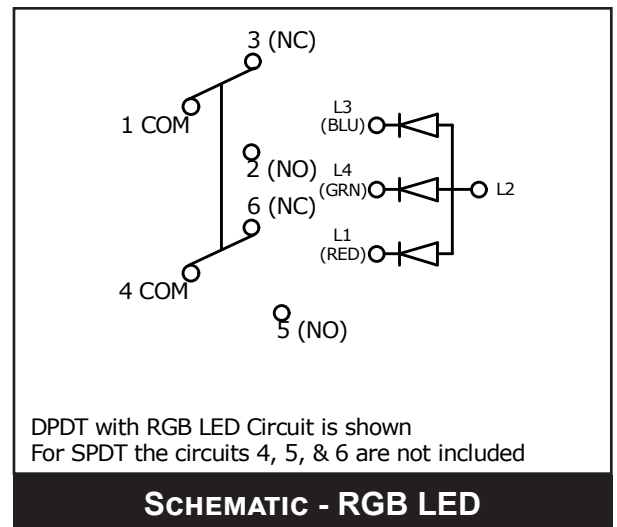 3 (NC)
1 COM
2 (NO)
6 (NC)
4 COM
5 (NO)
L3
(BLU)
L4
(GRN)
L1
(RED)
L2
DPDT with RGB LED Circuit is shown
For SPDT the circuits 4, 5, & 6 are not included
SCHEMATIC - RGB LED